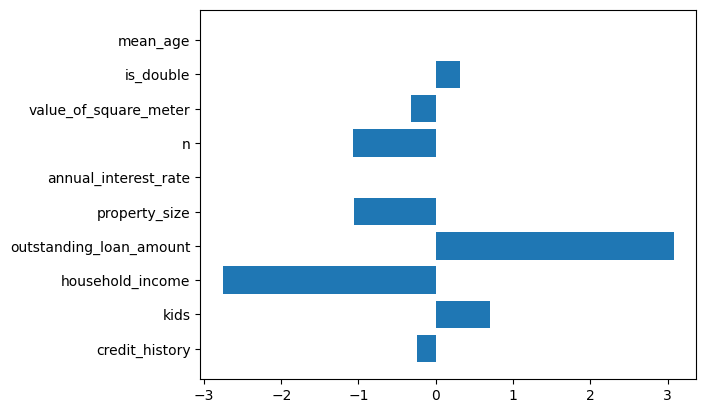 mean_age
is_double
value_of_square_meter
n
annual_interest_rate
property_size
outstanding_loan_amount
household_income
kids
credit_history
−3 −2 −1 0 1 2 3